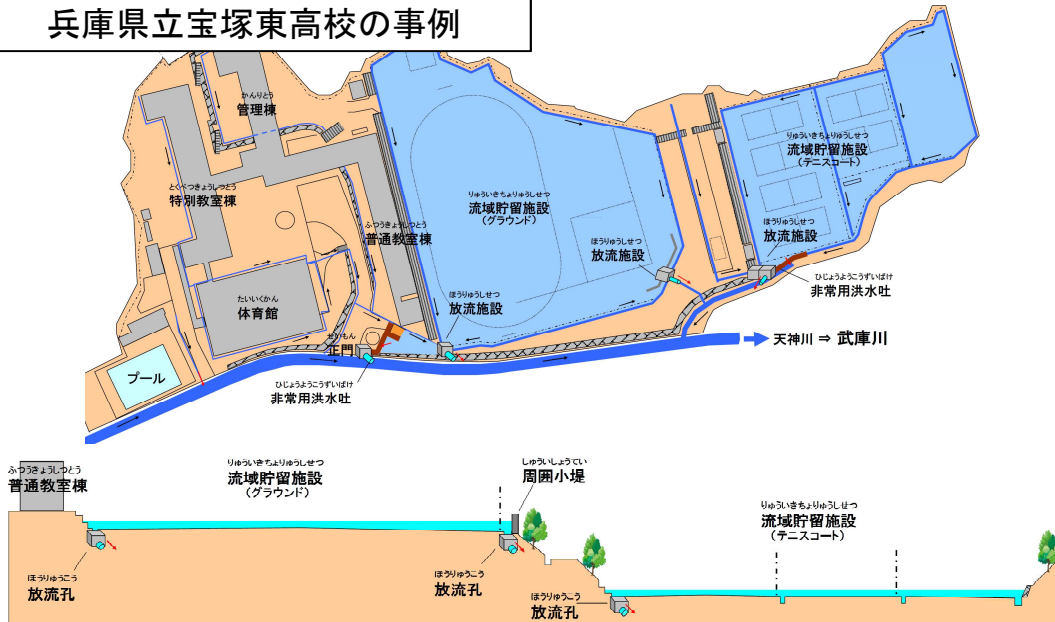 兵庫県立宝塚東高校の事例
かんりとう
管理棟
とくべつきょうしつとう
特別教室棟
ふつうきょうしつとう
普通教室棟
たいいくかん
体育館
せいもん
正門
プール
りゅういきちょりゅうしせつ
流域貯留施設
(グラウンド)
ほうりゅうしせつ
放流施設
ほうりゅうしせつ
放流施設
りゅういきちょりゅうしせつ
流域貯留施設
(テニスコート)
ほうりゅうしせつ
放流施設
ひじょうようこうずいばけ
非常用洪水吐
ひじょうようこうずいばけ
非常用洪水吐
天神川 ⇒ 武庫川
ふつうきょうしつとう
普通教室棟
りゅういきちょりゅうしせつ
流域貯留施設
(グラウンド)
しゅういしょうてい
周囲小堤
りゅういきちょりゅうしせつ
流域貯留施設
(テニスコート)
ほうりゅうこう
放流孔
ほうりゅうこう
放流孔
ほうりゅうこう
放流孔